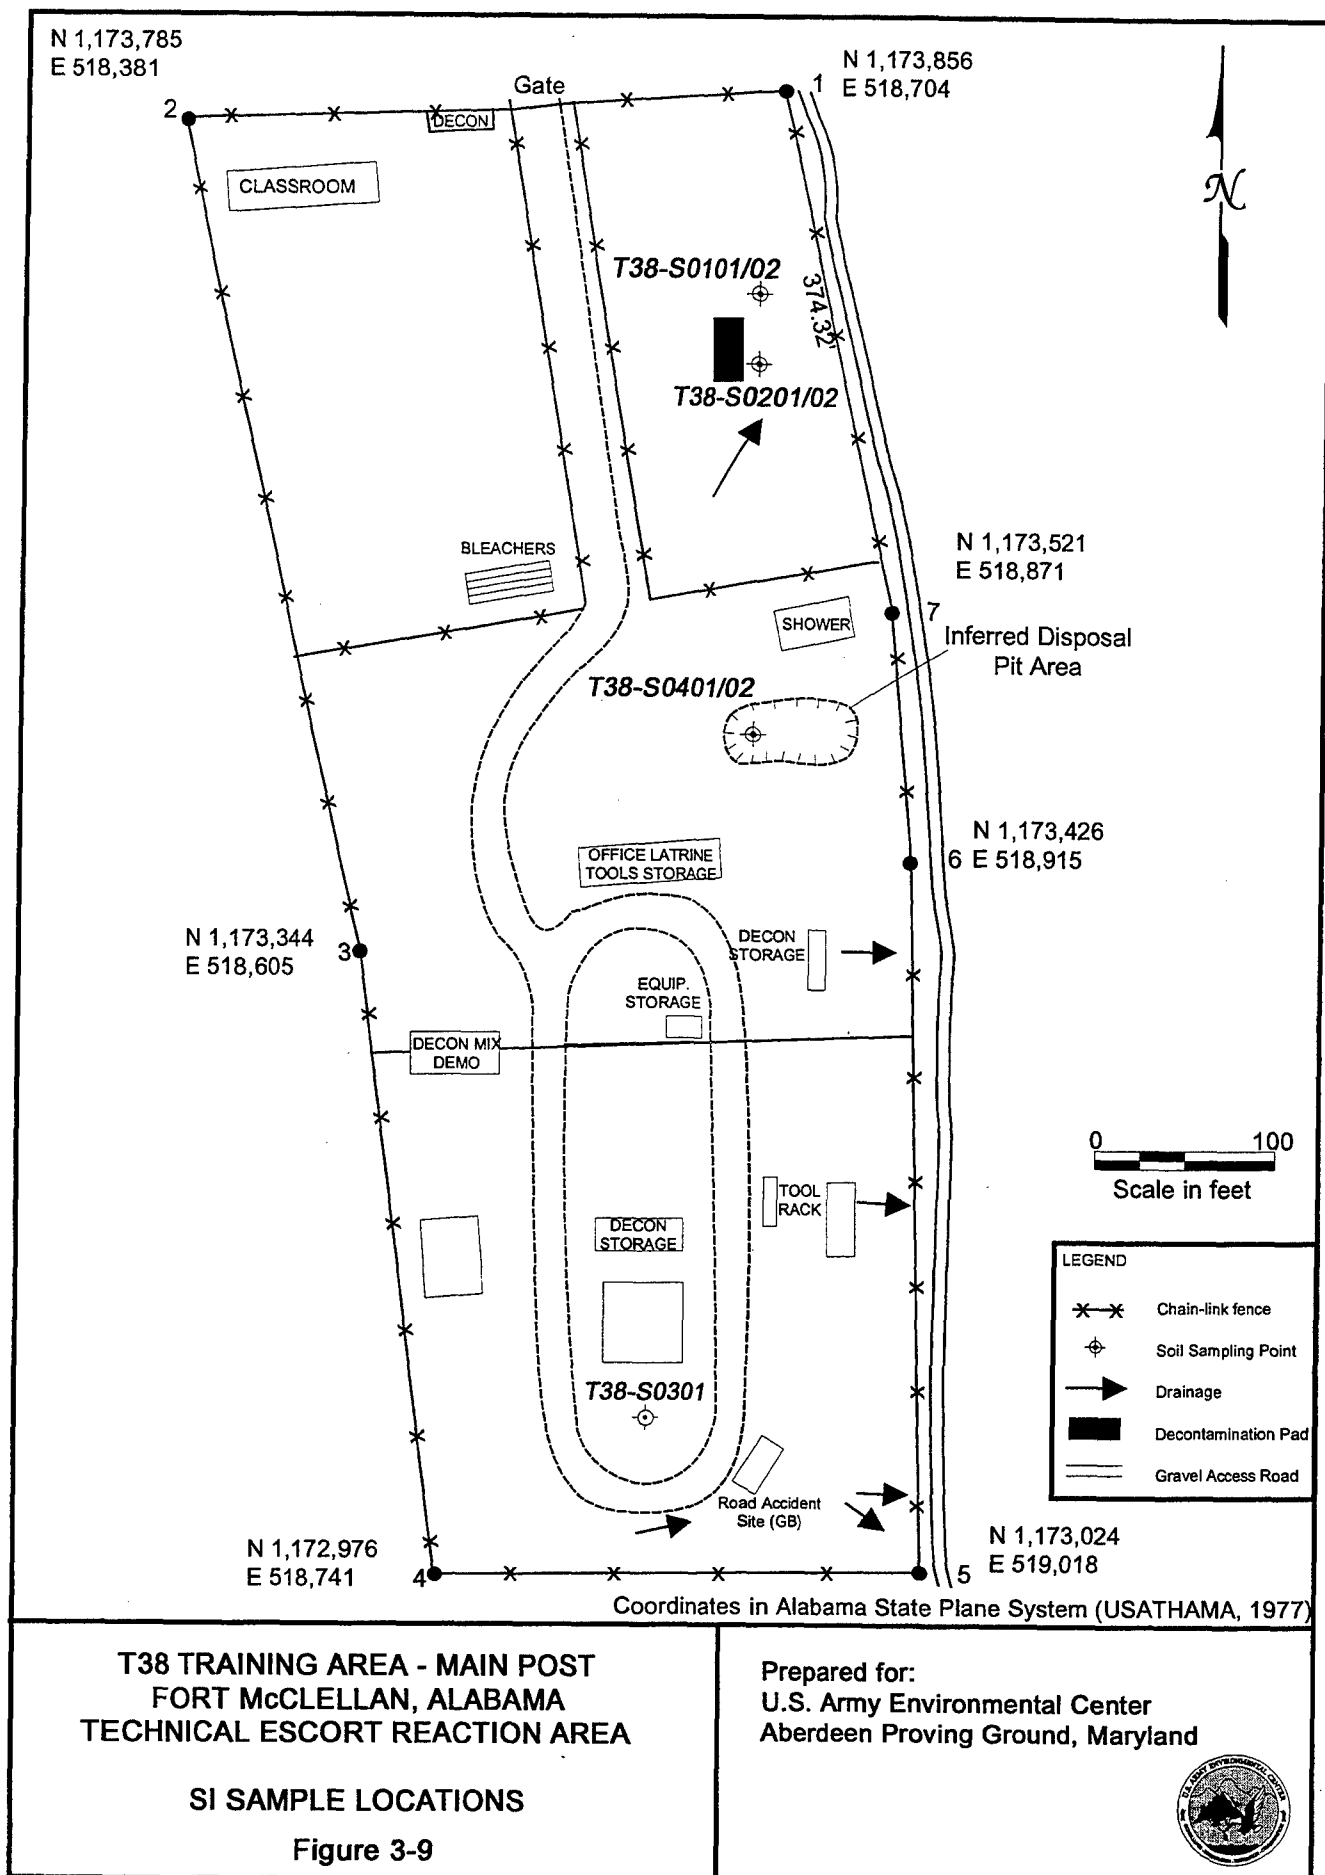 N 1,173,785
E 518,381
2
Gate
1
N 1,173,856
E 518,704
DECON
CLASSROOM
N
T38-S0101/02
374.32'
T38-S0201/02
BLEACHERS
N 1,173,521
E 518,871
7
SHOWER
Inferred Disposal
Pit Area
T38-S0401/02
N 1,173,426
6 E 518,915
OFFICE LATRINE
TOOLS STORAGE
N 1,173,344
E 518,605
3
DECON
STORAGE
EQUIP.
STORAGE
DECON MIX
DEMO
0 100
Scale in feet
TOOL
RACK
DECON
STORAGE
LEGEND
Chain-link fence
Soil Sampling Point
Drainage
Decontamination Pad
Gravel Access Road
T38-S0301
Road Accident
Site (GB)
N 1,172,976
E 518,741
4
5
N 1,173,024
E 519,018
Coordinates in Alabama State Plane System (USATHAMA, 1977)
T38 TRAINING AREA - MAIN POST
FORT McCLELLAN, ALABAMA
TECHNICAL ESCORT REACTION AREA
SI SAMPLE LOCATIONS
Figure 3-9
Prepared for:
U.S. Army Environmental Center
Aberdeen Proving Ground, Maryland
U.S. ARMY ENVIRONMENTAL CENTER